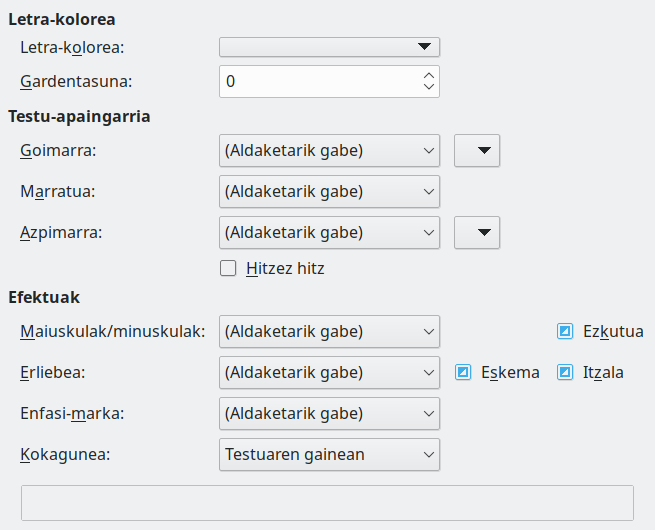 Letra-kolorea
Letra-kolorea:
Gardentasuna: 0
Testu-apaingarria
Goimarra: (Aldaketarik gabe)
Marratua: (Aldaketarik gabe)
Azpimarra: (Aldaketarik gabe)
Hitzez hitz
Efektuak
Maiuskulak/minuskulak: (Aldaketarik gabe) Ezkutua
Erliebea: (Aldaketarik gabe) Eskema Itzala
Enfasi-marka: (Aldaketarik gabe)
Kokagunea: Testuaren gainean